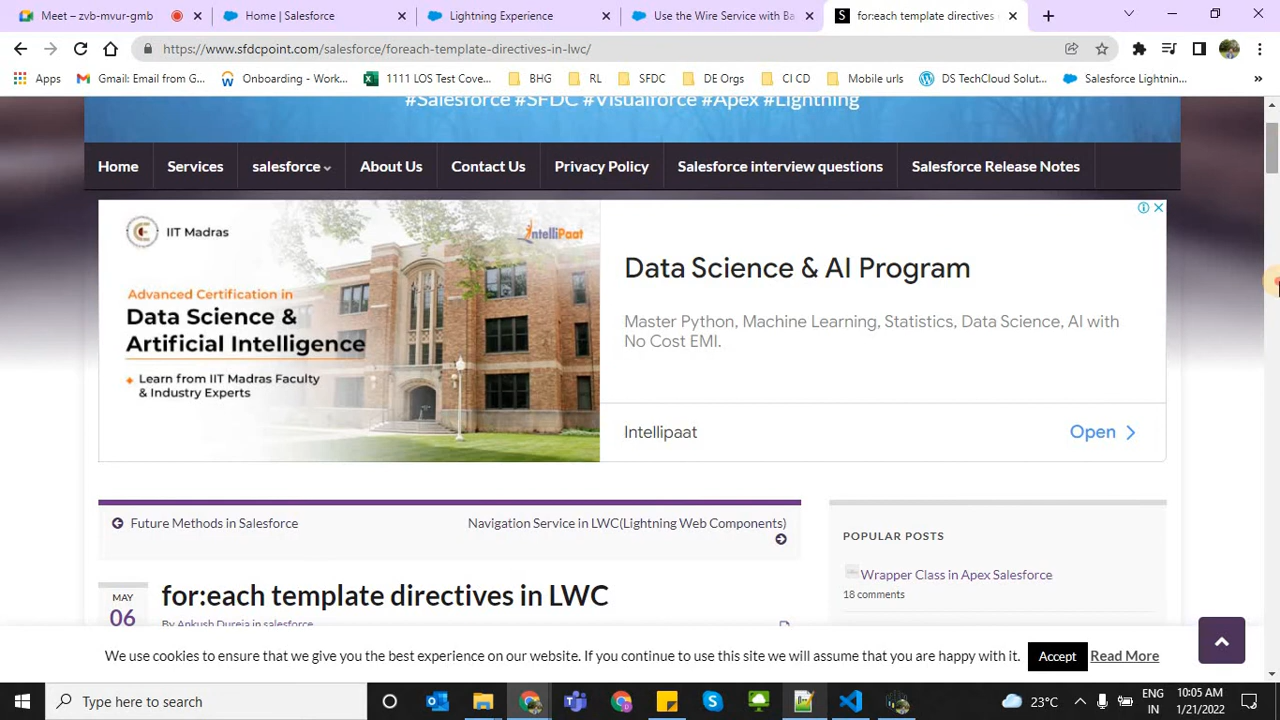 Meet – zvb-mvur-gmb
Home | Salesforce
Lightning Experience
Use the Wire Service with Ba
for:each template directives
https://www.sfdcpoint.com/salesforce/foreach-template-directives-in-lwc/
Apps
Gmail: Email from G...
Onboarding - Work...
1111 LOS Test Cove...
BHG
RL
SFDC
DE Orgs
CI CD
Mobile urls
DS TechCloud Solut...
Salesforce Lightnin...
»
#Salesforce #SFDC #Visualforce #Apex #Lightning
Home
Services
salesforce
About Us
Contact Us
Privacy Policy
Salesforce interview questions
Salesforce Release Notes
IIT Madras
IntelliPaat
Advanced Certification in
Data Science &
Artificial Intelligence
Learn from IIT Madras Faculty
& Industry Experts
Data Science & AI Program
Master Python, Machine Learning, Statistics, Data Science, AI with
No Cost EMI.
Intellipaat
Open
Future Methods in Salesforce
Navigation Service in LWC(Lightning Web Components)
POPULAR POSTS
Wrapper Class in Apex Salesforce
18 comments
MAY
06
for:each template directives in LWC
By Ankush Dureja in salesforce
We use cookies to ensure that we give you the best experience on our website. If you continue to use this site we will assume that you are happy with it.
Accept
Read More
Type here to search
23°C
ENG
IN
10:05 AM
1/21/2022